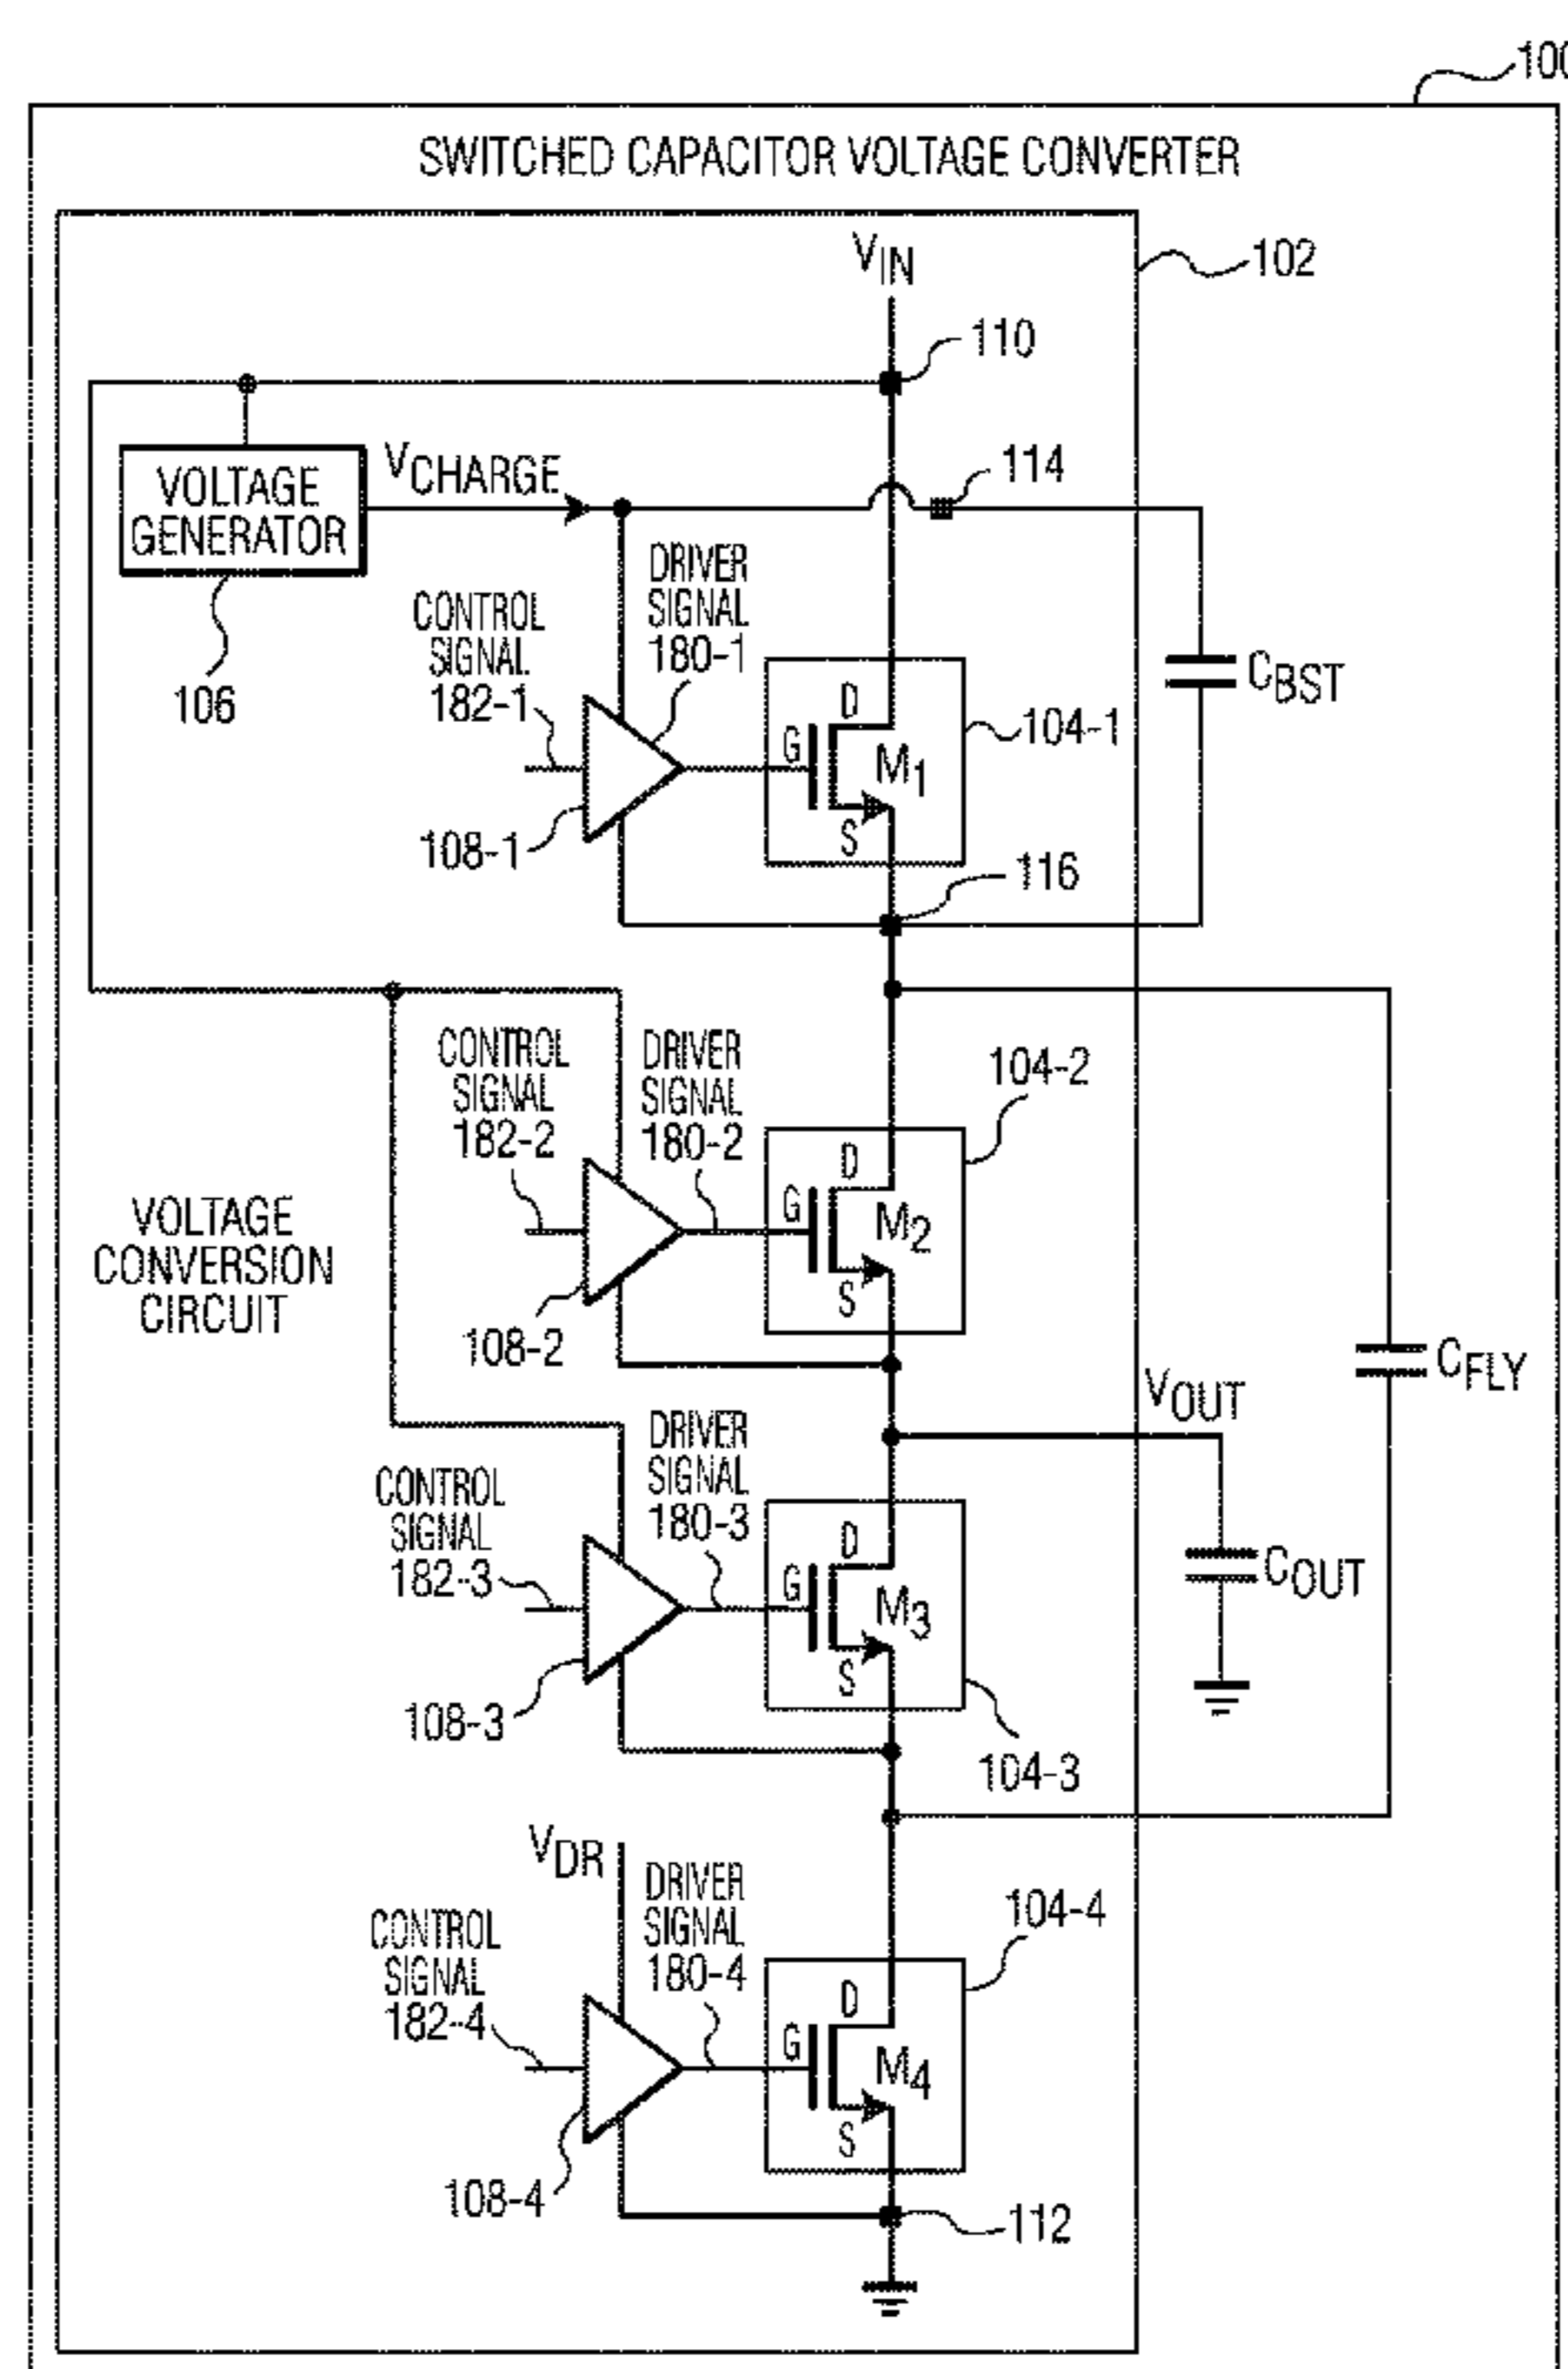 100
SWITCHED CAPACITOR VOLTAGE CONVERTER
VIN
102
110
VOLTAGE
GENERATOR
VCHARGE
114
106
CONTROL
SIGNAL
182-1
DRIVER
SIGNAL
180-1
D
G
M1
S
104-1
CBST
108-1
116
CONTROL
SIGNAL
182-2
DRIVER
SIGNAL
180-2
104-2
D
G
M2
S
108-2
VOLTAGE
CONVERSION
CIRCUIT
CFLY
VOUT
CONTROL
SIGNAL
182-3
DRIVER
SIGNAL
180-3
D
G
M3
S
COUT
108-3
104-3
VDR
CONTROL
SIGNAL
182-4
DRIVER
SIGNAL
180-4
104-4
D
G
M4
S
108-4
112